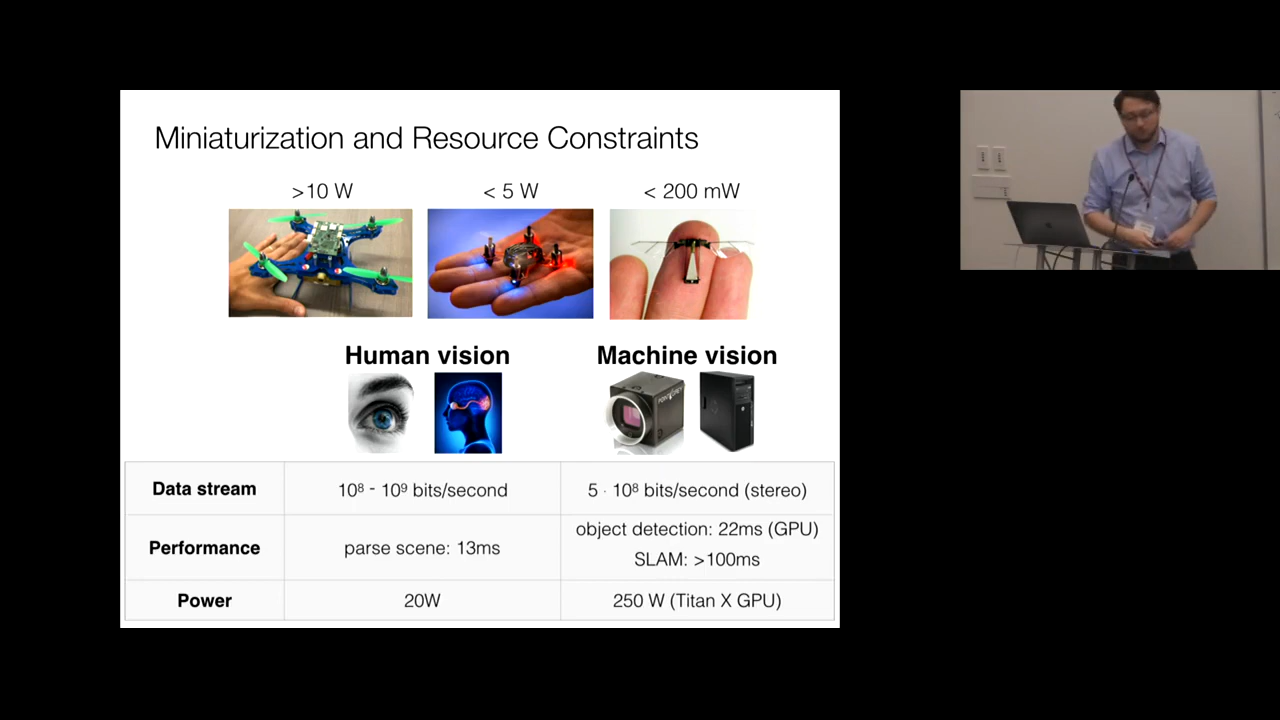 Miniaturization and Resource Constraints
>10 W
< 5 W
< 200 mW
Human vision
Machine vision
Data stream
10⁸ - 10⁹ bits/second
5 · 10⁸ bits/second (stereo)
Performance
parse scene: 13ms
object detection: 22ms (GPU)
SLAM: >100ms
Power
20W
250 W (Titan X GPU)